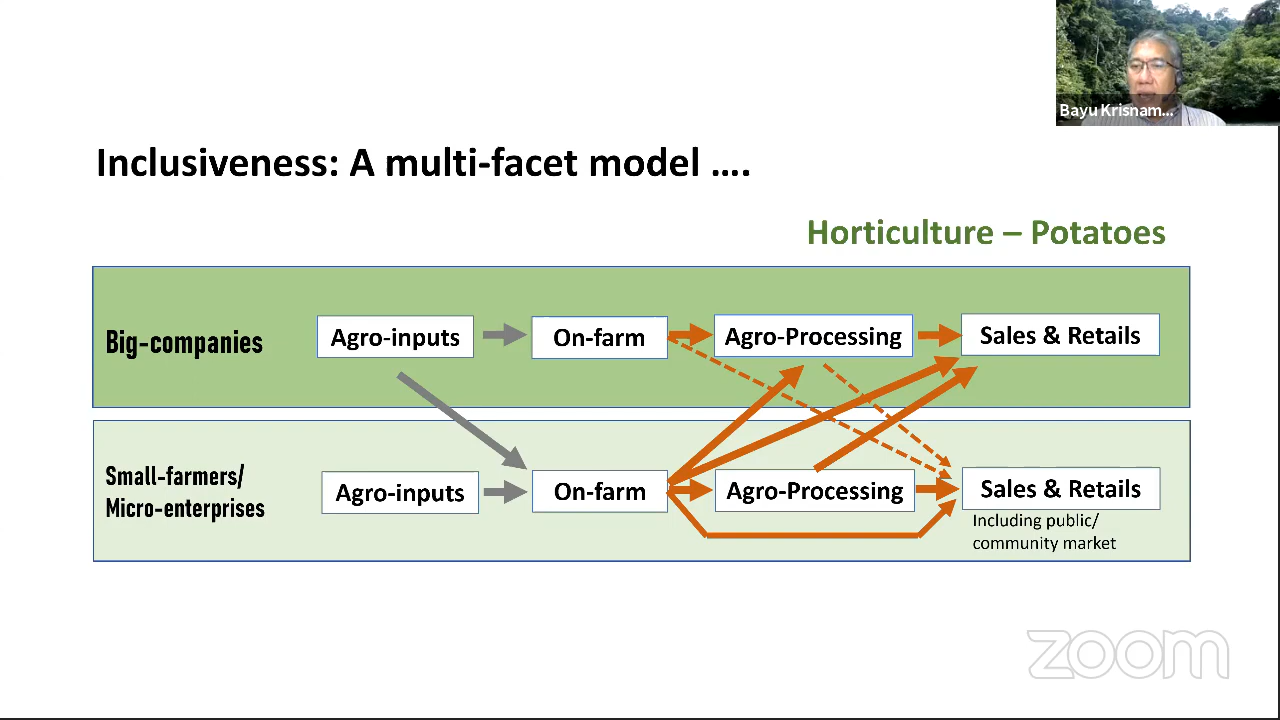 Bayu Krisnam...
Inclusiveness: A multi-facet model ....
Horticulture – Potatoes
Big-companies
Agro-inputs
On-farm
Agro-Processing
Sales & Retails
Small-farmers/
Micro-enterprises
Agro-inputs
On-farm
Agro-Processing
Sales & Retails
Including public/
community market
zoom